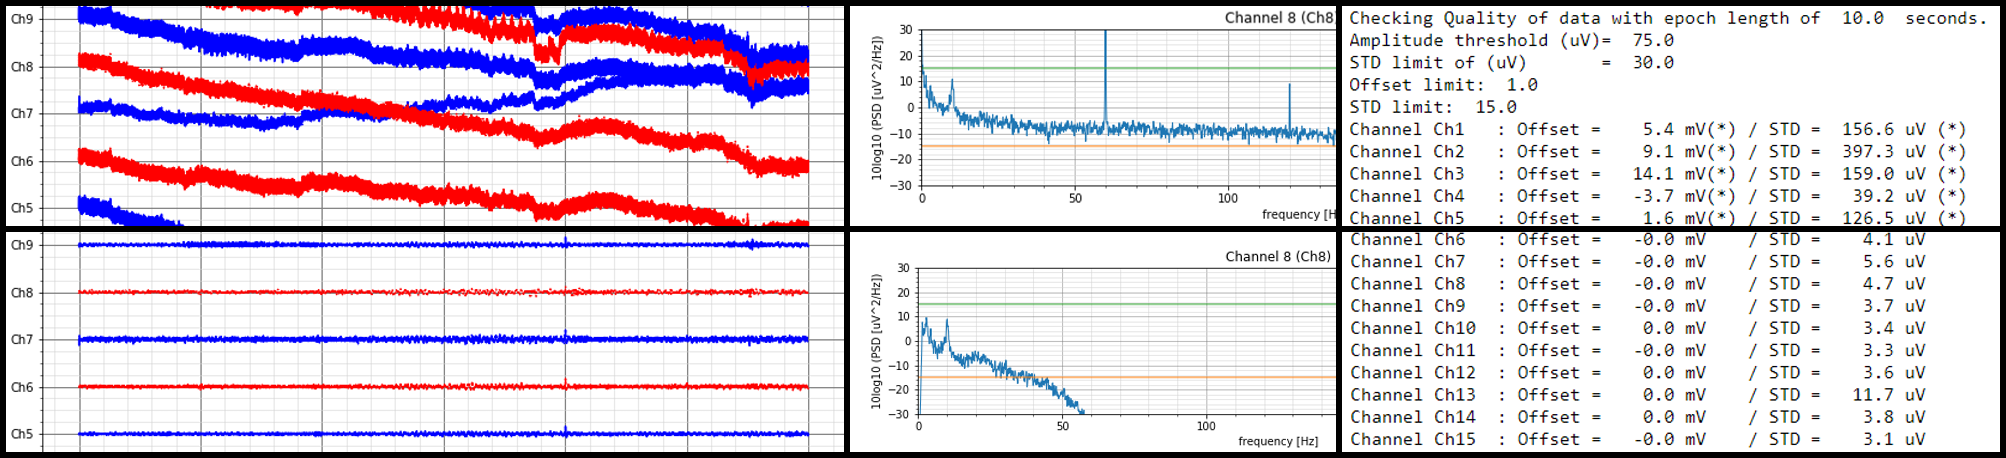 Ch9
Ch8
Ch7
Ch6
Ch5
Channel 8 (Ch8)
10log10 (PSD [uV^2/Hz])
30
20
10
0
−10
−20
−30
0
50
100
frequency [H
Checking Quality of data with epoch length of 10.0 seconds.
Amplitude threshold (uV)= 75.0
STD limit of (uV) = 30.0
Offset limit: 1.0
STD limit: 15.0
Channel Ch1 : Offset = 5.4 mV(*) / STD = 156.6 uV (*)
Channel Ch2 : Offset = 9.1 mV(*) / STD = 397.3 uV (*)
Channel Ch3 : Offset = 14.1 mV(*) / STD = 159.0 uV (*)
Channel Ch4 : Offset = -3.7 mV(*) / STD = 39.2 uV (*)
Channel Ch5 : Offset = 1.6 mV(*) / STD = 126.5 uV (*)
Ch9
Ch8
Ch7
Ch6
Ch5
Channel 8 (Ch8)
10log10 (PSD [uV^2/Hz])
30
20
10
0
−10
−20
−30
0
50
100
frequency [Hz]
Channel Ch6 : Offset = -0.0 mV / STD = 4.1 uV
Channel Ch7 : Offset = -0.0 mV / STD = 5.6 uV
Channel Ch8 : Offset = -0.0 mV / STD = 4.7 uV
Channel Ch9 : Offset = -0.0 mV / STD = 3.7 uV
Channel Ch10 : Offset = 0.0 mV / STD = 3.4 uV
Channel Ch11 : Offset = -0.0 mV / STD = 3.3 uV
Channel Ch12 : Offset = 0.0 mV / STD = 3.6 uV
Channel Ch13 : Offset = 0.0 mV / STD = 11.7 uV
Channel Ch14 : Offset = 0.0 mV / STD = 3.8 uV
Channel Ch15 : Offset = -0.0 mV / STD = 3.1 uV